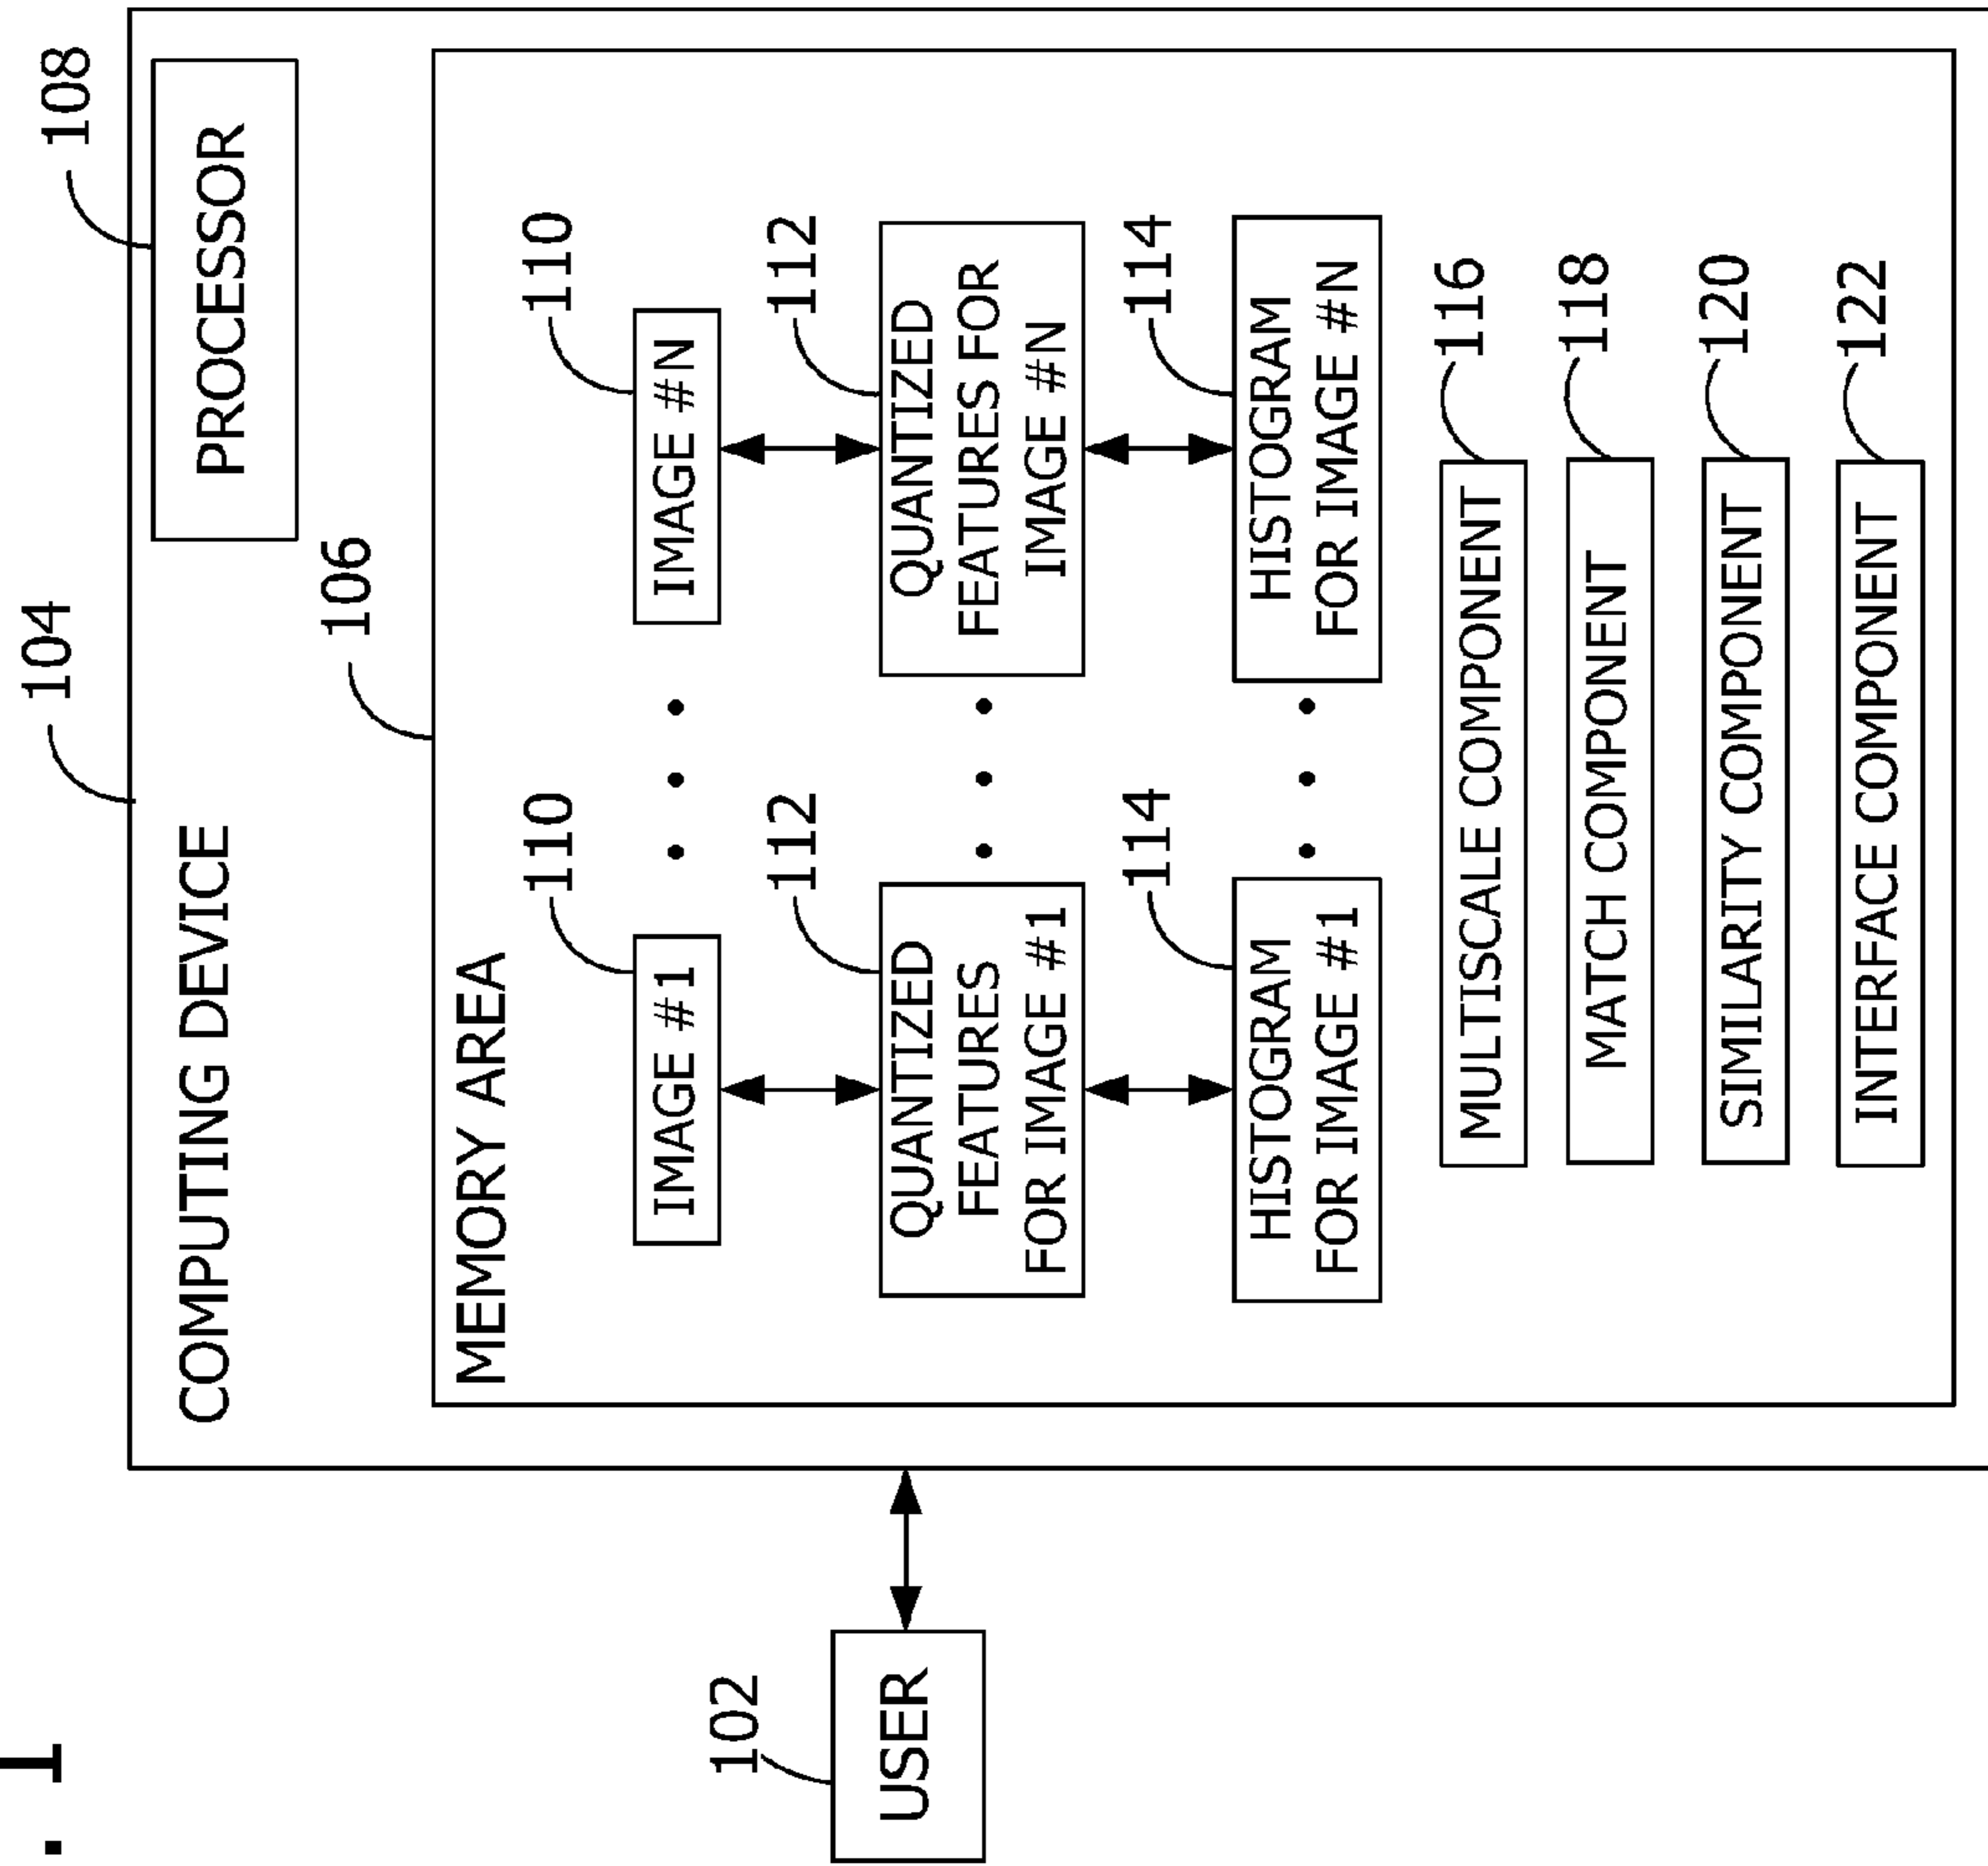 . 1
104
108
COMPUTING DEVICE
PROCESSOR
106
MEMORY AREA
110
110
IMAGE #1
. . .
IMAGE #N
102
USER
112
112
QUANTIZED
FEATURES
FOR IMAGE #1
. . .
QUANTIZED
FEATURES FOR
IMAGE #N
114
114
HISTOGRAM
FOR IMAGE #1
. . .
HISTOGRAM
FOR IMAGE #N
116
MULTISCALE COMPONENT
118
MATCH COMPONENT
120
SIMILARITY COMPONENT
122
INTERFACE COMPONENT